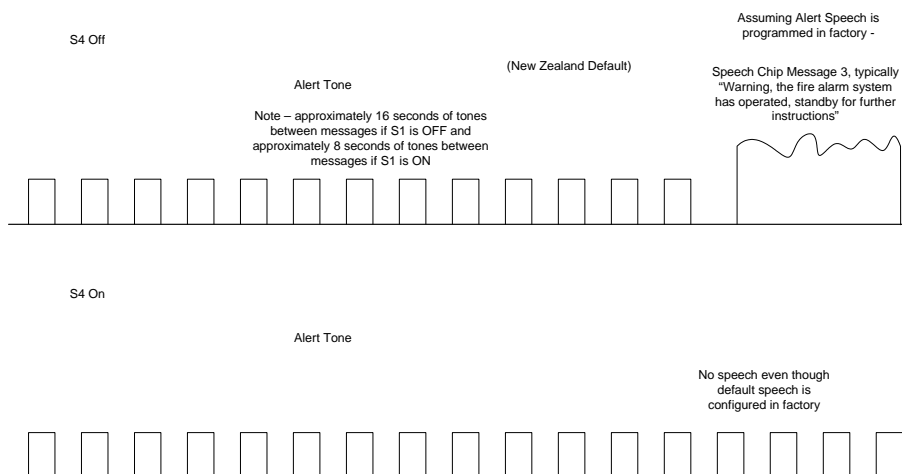 Assuming Alert Speech is
programmed in factory -
S4 Off
(New Zealand Default)
Speech Chip Message 3, typically
“Warning, the fire alarm system
has operated, standby for further
instructions”
Alert Tone
Note – approximately 16 seconds of tones
between messages if S1 is OFF and
approximately 8 seconds of tones between
messages if S1 is ON
S4 On
Alert Tone
No speech even though
default speech is
configured in factory